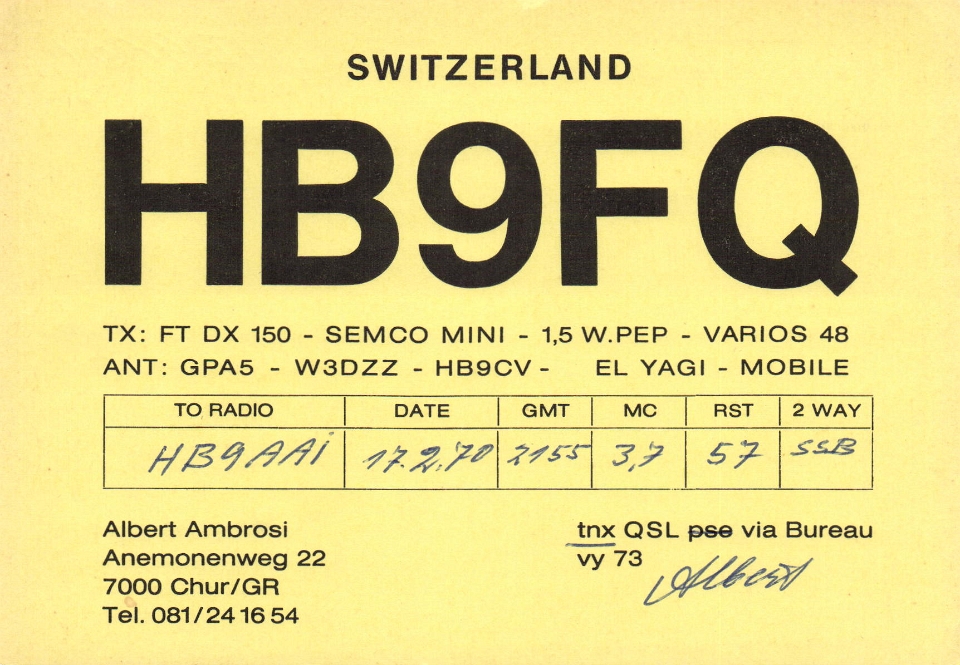 SWITZERLAND
HB9FQ
TX: FT DX 150 - SEMCO MINI - 1,5 W.PEP - VARIOS 48
ANT: GPA5 - W3DZZ - HB9CV - EL YAGI - MOBILE
TO RADIO DATE GMT MC RST 2 WAY
HB9AAi 17.2.70 2155 3,7 57 SSB
Albert Ambrosi
Anemonenweg 22
7000 Chur/GR
Tel. 081/24 16 54
tnx QSL pse via Bureau
vy 73
Albert